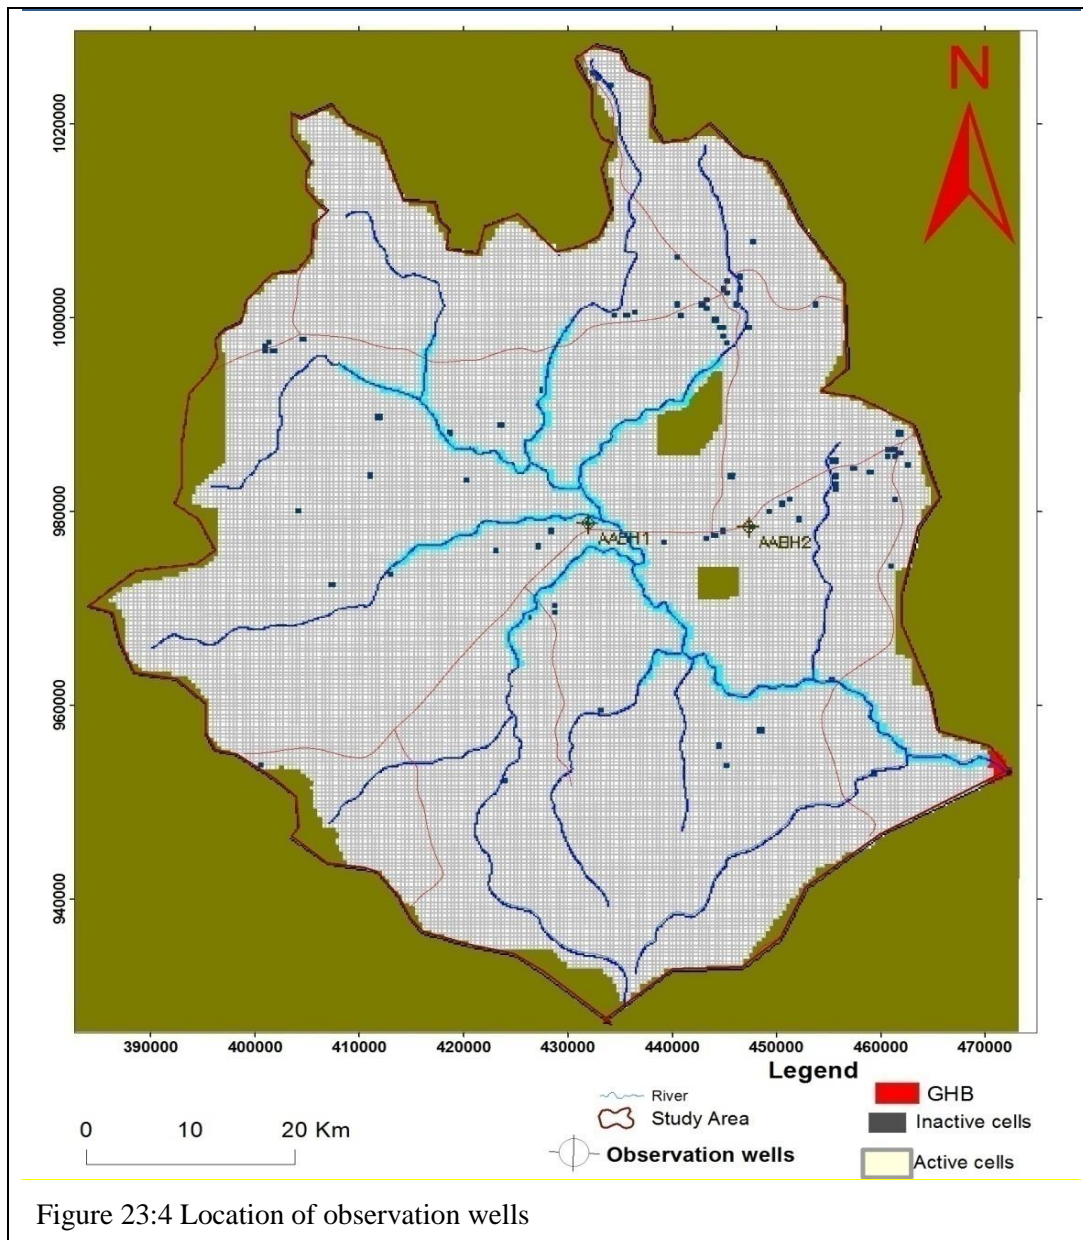 N
1020000
1000000
980000
960000
940000
AABH1
AABH2
390000 400000 410000 420000 430000 440000 450000 460000 470000
Legend
River
Study Area
Observation wells
GHB
Inactive cells
Active cells
0 10 20 Km
Figure 23:4 Location of observation wells